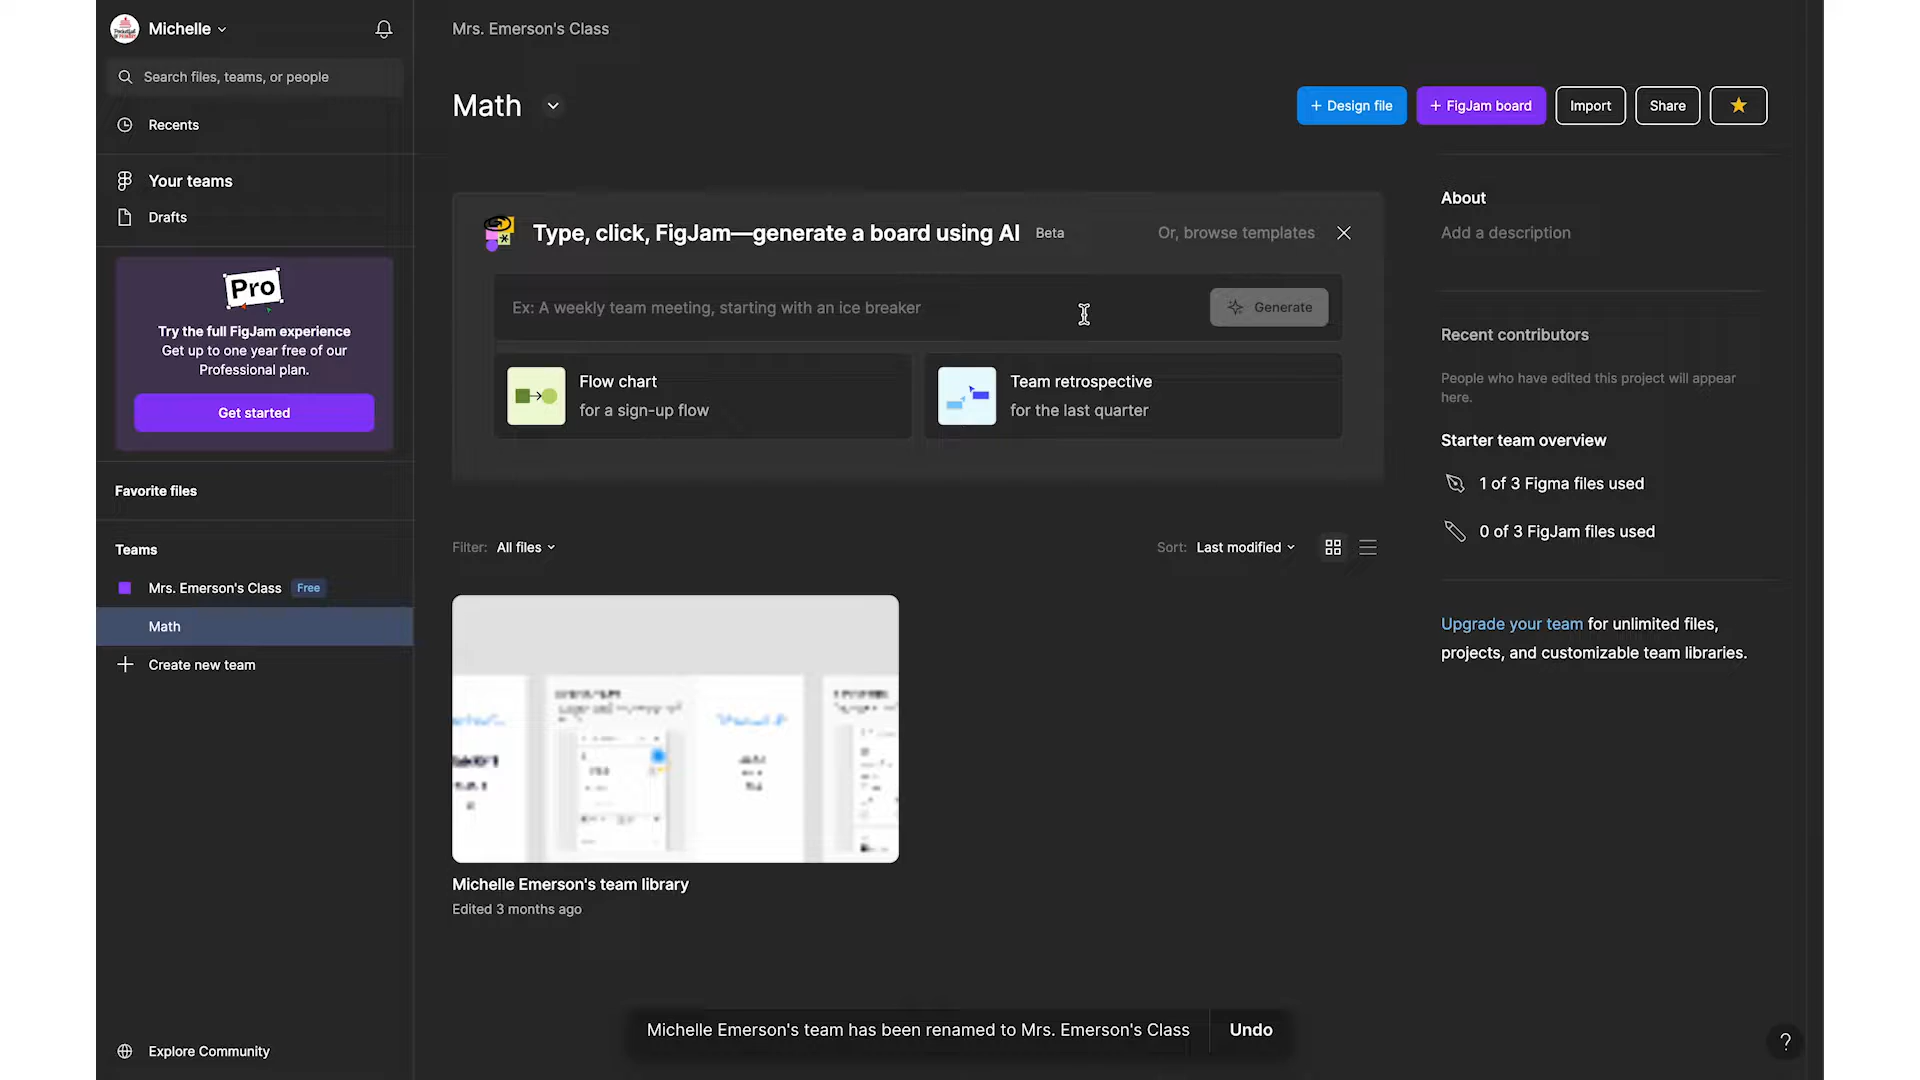 Michelle
Search files, teams, or people
Recents
Your teams
Drafts
Pro
Try the full FigJam experience
Get up to one year free of our
Professional plan.
Get started
Favorite files
Teams
Mrs. Emerson's Class Free
Math
Create new team
Explore Community
Mrs. Emerson's Class
Math
+ Design file
+ FigJam board
Import
Share
Type, click, FigJam—generate a board using AI Beta
Or, browse templates
Ex: A weekly team meeting, starting with an ice breaker
Generate
Flow chart
for a sign-up flow
Team retrospective
for the last quarter
Filter: All files
Sort: Last modified
Michelle Emerson's team library
Edited 3 months ago
About
Add a description
Recent contributors
People who have edited this project will appear
here.
Starter team overview
1 of 3 Figma files used
0 of 3 FigJam files used
Upgrade your team for unlimited files,
projects, and customizable team libraries.
Michelle Emerson's team has been renamed to Mrs. Emerson's Class
Undo
?